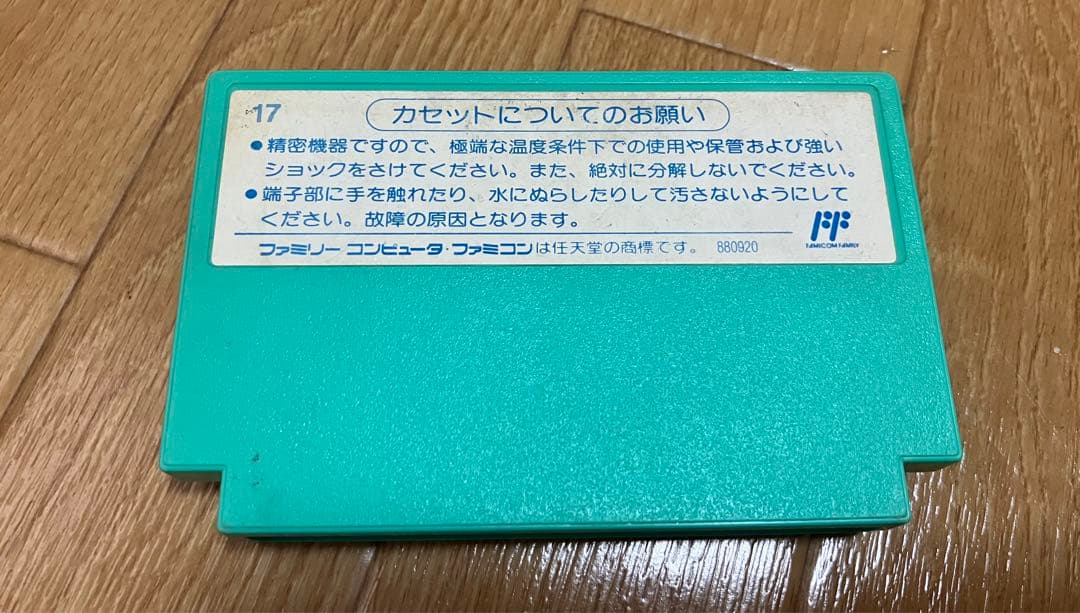 17
カセットについてのお願い
●精密機器ですので、極端な温度条件下での使用や保管および強い
ショックをさけてください。また、絶対に分解しないでください。
●端子部に手を触れたり、水にぬらしたりして汚さないようにして
ください。故障の原因となります。
FAMICOM FAMILY
ファミリーコンピュータ・ファミコンは任天堂の商標です。 880920